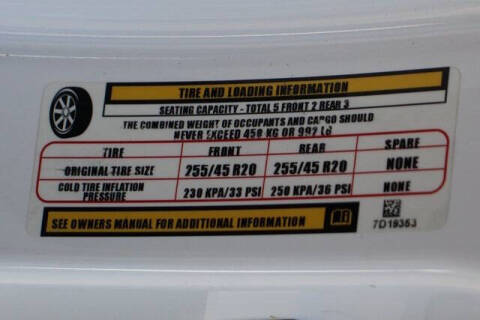 TIRE AND LOADING INFORMATION
SEATING CAPACITY - TOTAL 5 FRONT 2 REAR 3
THE COMBINED WEIGHT OF OCCUPANTS AND CARGO SHOULD
NEVER EXCEED 450 KG OR 992 LB
TIRE FRONT REAR SPARE
ORIGINAL TIRE SIZE 255/45 R20 255/45 R20 NONE
COLD TIRE INFLATION PRESSURE 230 KPA/33 PSI 250 KPA/36 PSI NONE
SEE OWNERS MANUAL FOR ADDITIONAL INFORMATION
7D19353